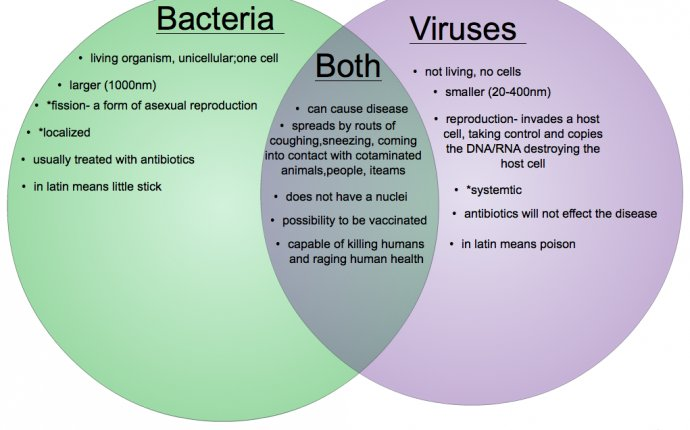 Bacteria
• living organism, unicellular;one cell
• larger (1000nm)
• *fission- a form of asexual reproduction
• *localized
• usually treated with antibiotics
• in latin means little stick
Both
• can cause disease
• spreads by routs of
coughing,sneezing, coming
into contact with cotaminated
animals,people, iteams
• does not have a nuclei
• possibility to be vaccinated
• capable of killing humans
and raging human health
Viruses
• not living, no cells
• smaller (20-400nm)
• reproduction- invades a host
cell, taking control and copies
the DNA/RNA destroying the
host cell
• *systemtic
• antibiotics will not effect the disease
• in latin means poison